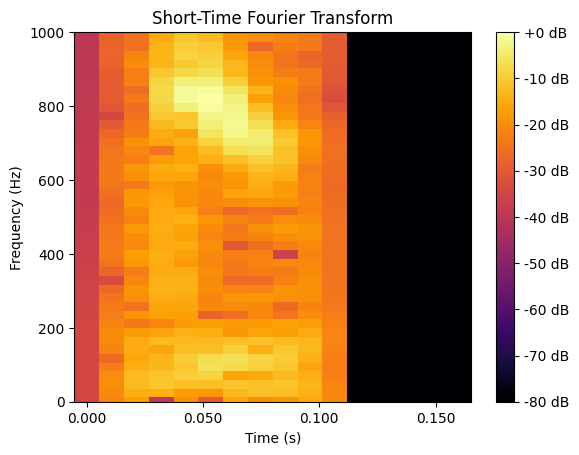 Short-Time Fourier Transform
1000
800
600
400
200
0
Frequency (Hz)
0.000
0.050
0.100
0.150
Time (s)
+0 dB
-10 dB
-20 dB
-30 dB
-40 dB
-50 dB
-60 dB
-70 dB
-80 dB